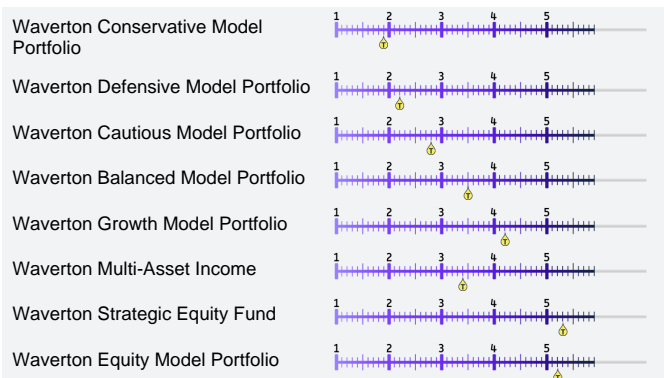 Waverton Conservative Model
Portfolio
1 2 3 4 5
T
Waverton Defensive Model Portfolio
1 2 3 4 5
T
Waverton Cautious Model Portfolio
1 2 3 4 5
T
Waverton Balanced Model Portfolio
1 2 3 4 5
T
Waverton Growth Model Portfolio
1 2 3 4 5
T
Waverton Multi-Asset Income
1 2 3 4 5
T
Waverton Strategic Equity Fund
1 2 3 4 5
T
Waverton Equity Model Portfolio
1 2 3 4 5
T